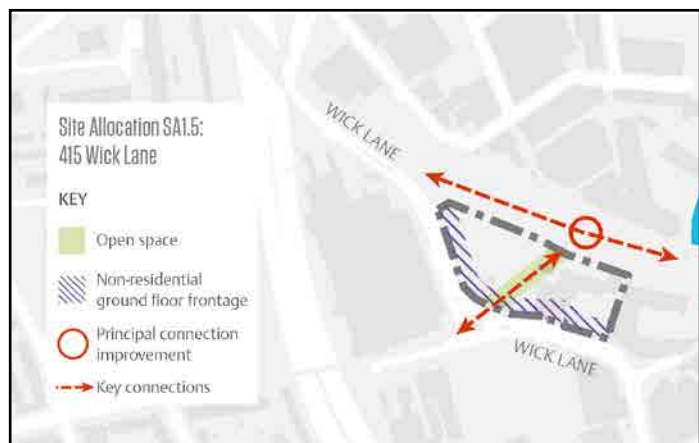 Site Allocation SA1.5:
415 Wick Lane
KEY
Open space
Non-residential
ground floor frontage
Principal connection
improvement
Key connections
WICK LANE
WICK LANE